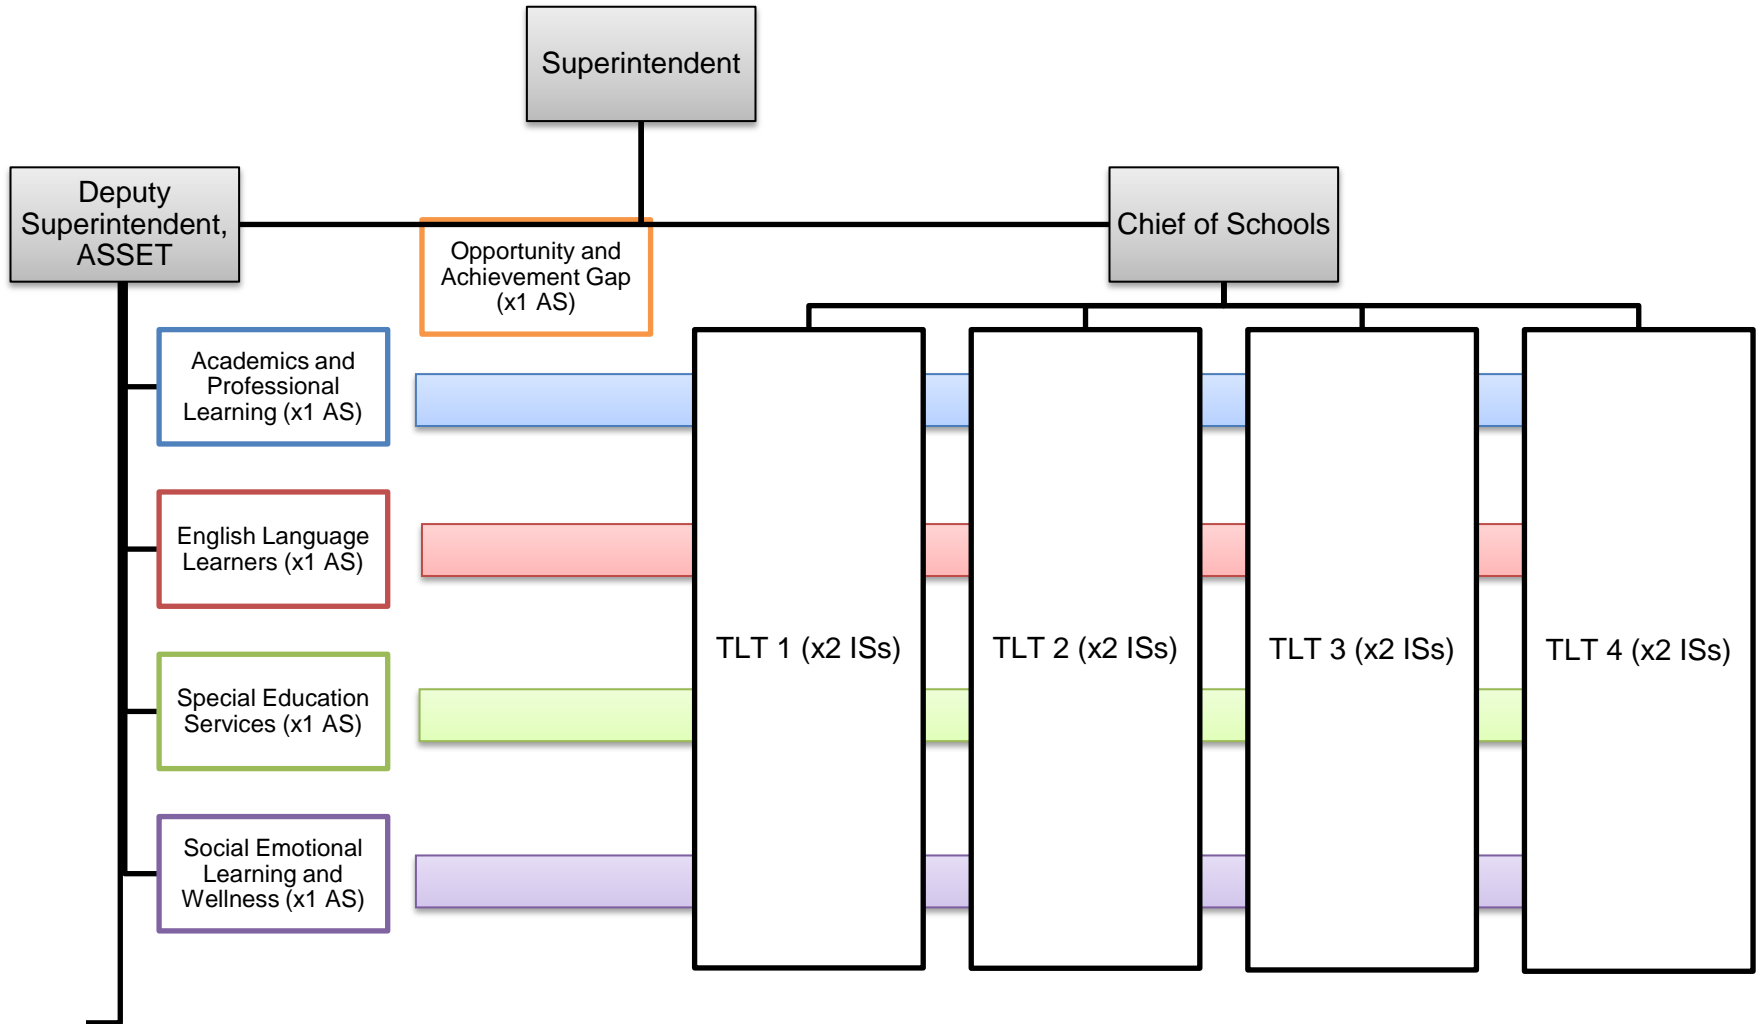 Superintendent
Deputy
Superintendent,
ASSET
Opportunity and
Achievement Gap
(x1 AS)
Chief of Schools
Academics and
Professional
Learning (x1 AS)
English Language
Learners (x1 AS)
Special Education
Services (x1 AS)
Social Emotional
Learning and
Wellness (x1 AS)
TLT 1 (x2 ISs)
TLT 2 (x2 ISs)
TLT 3 (x2 ISs)
TLT 4 (x2 ISs)